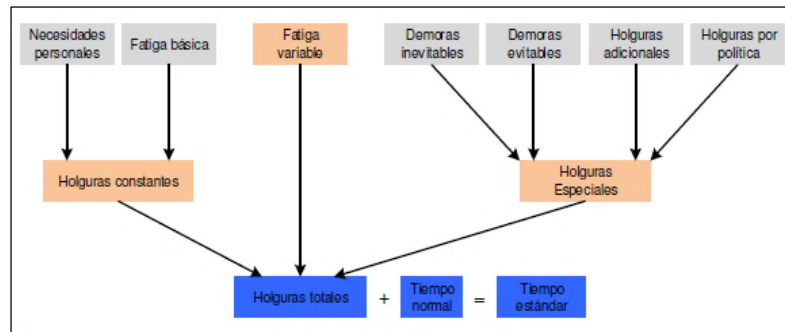 Necesidades
personales
Fatiga básica
Fatiga
variable
Demoras
inevitables
Demoras
evitables
Holguras
adicionales
Holguras por
política
Holguras constantes
Holguras
Especiales
Holguras totales
+
Tiempo
normal
=
Tiempo
estándar